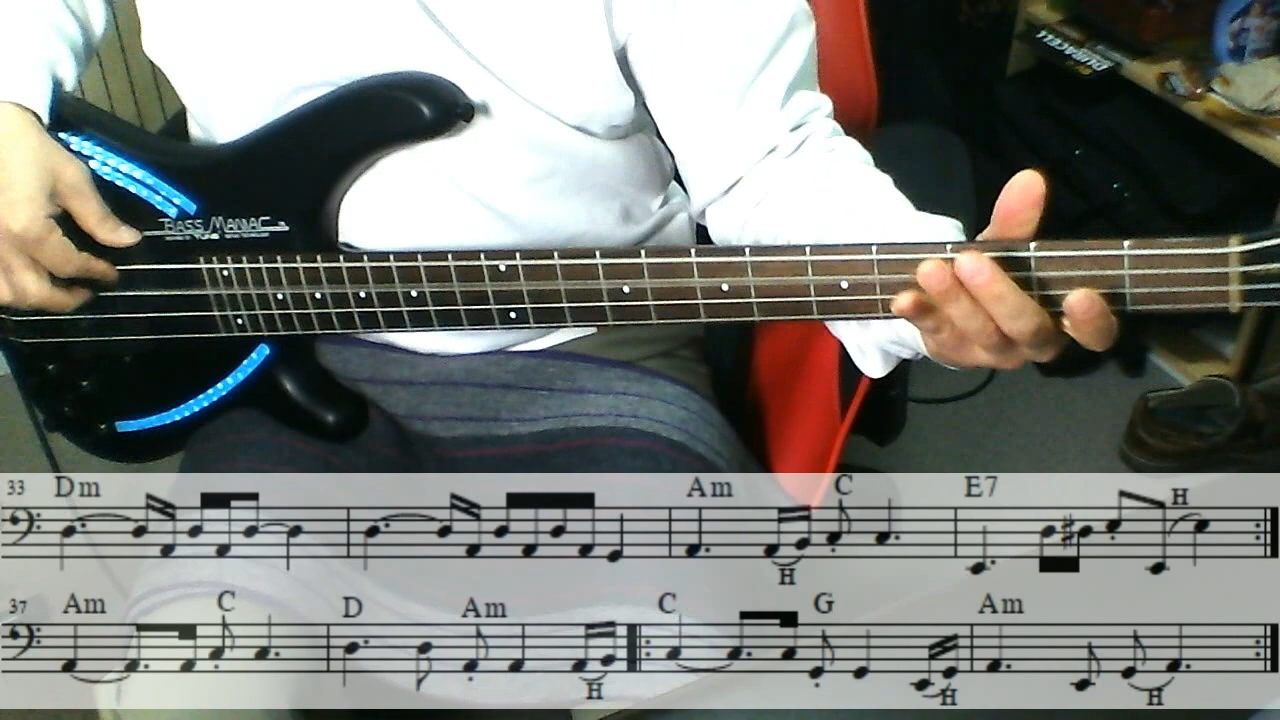 DURACELL
BASS MANIAC
33 Dm Am C E7 H
H
37 Am C D Am C G Am
H H H